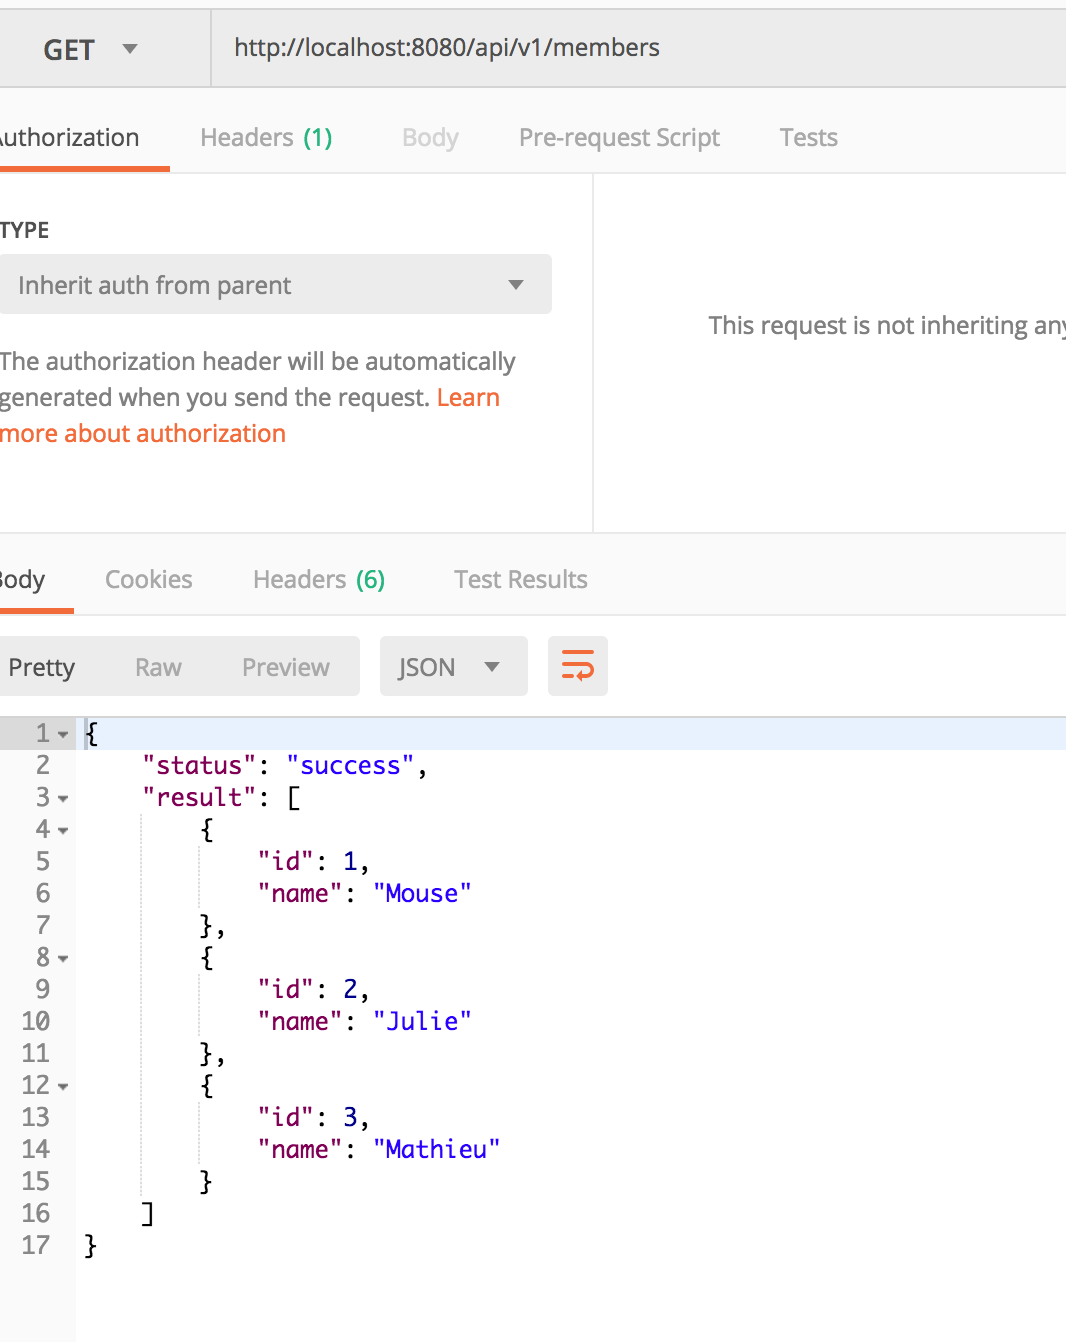 GET http://localhost:8080/api/v1/members
uthorization Headers (1) Body Pre-request Script Tests
TYPE
Inherit auth from parent
This request is not inheriting any
The authorization header will be automatically
generated when you send the request. Learn
more about authorization
Body Cookies Headers (6) Test Results
Pretty Raw Preview JSON
1 {
2 "status": "success",
3 "result": [
4 {
5 "id": 1,
6 "name": "Mouse"
7 },
8 {
9 "id": 2,
10 "name": "Julie"
11 },
12 {
13 "id": 3,
14 "name": "Mathieu"
15 }
16 ]
17 }